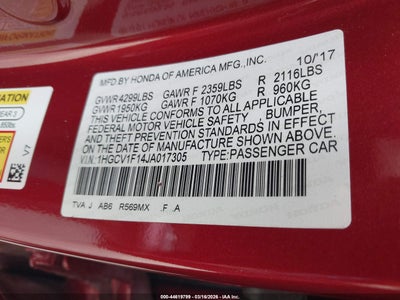 MFD BY HONDA OF AMERICA MFG.,INC. 10/'17
GVWR 4299LBS GAWR F 2359LBS R 2116LBS
GVWR 1950KG GAWR F 1070KG R 960KG
THIS VEHICLE CONFORMS TO ALL APPLICABLE
FEDERAL MOTOR VEHICLE SAFETY, BUMPER,
AND THEFT PREVENTION STANDARDS IN EFFECT
ON THE DATE OF MANUFACTURE SHOWN ABOVE.
VIN:1HGCV1F14JA017305 TYPE:PASSENGER CAR
TVA J AB6 R569MX .F .A
V7
000-44619799 - 03/16/2026 - IAA Inc.